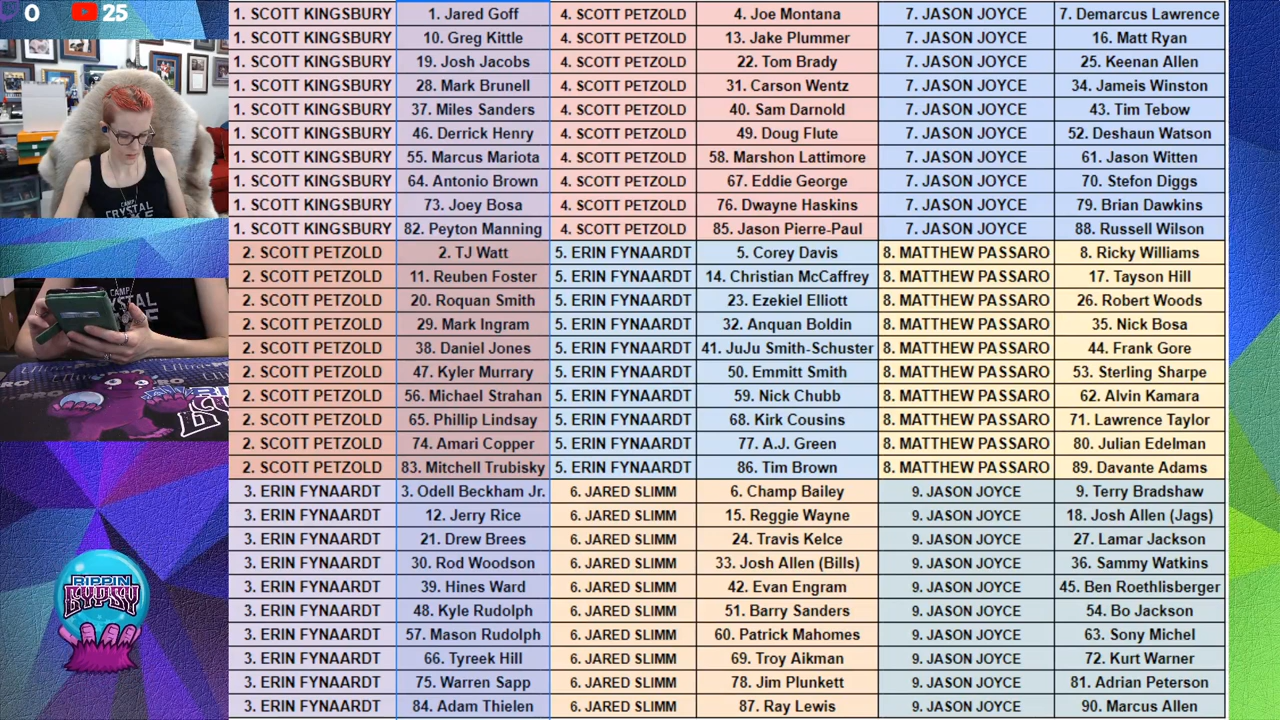 0 25
1. SCOTT KINGSBURY 1. Jared Goff 4. SCOTT PETZOLD 4. Joe Montana 7. JASON JOYCE 7. Demarcus Lawrence
1. SCOTT KINGSBURY 10. Greg Kittle 4. SCOTT PETZOLD 13. Jake Plummer 7. JASON JOYCE 16. Matt Ryan
1. SCOTT KINGSBURY 19. Josh Jacobs 4. SCOTT PETZOLD 22. Tom Brady 7. JASON JOYCE 25. Keenan Allen
1. SCOTT KINGSBURY 28. Mark Brunell 4. SCOTT PETZOLD 31. Carson Wentz 7. JASON JOYCE 34. Jameis Winston
1. SCOTT KINGSBURY 37. Miles Sanders 4. SCOTT PETZOLD 40. Sam Darnold 7. JASON JOYCE 43. Tim Tebow
1. SCOTT KINGSBURY 46. Derrick Henry 4. SCOTT PETZOLD 49. Doug Flute 7. JASON JOYCE 52. Deshaun Watson
1. SCOTT KINGSBURY 55. Marcus Mariota 4. SCOTT PETZOLD 58. Marshon Lattimore 7. JASON JOYCE 61. Jason Witten
1. SCOTT KINGSBURY 64. Antonio Brown 4. SCOTT PETZOLD 67. Eddie George 7. JASON JOYCE 70. Stefon Diggs
1. SCOTT KINGSBURY 73. Joey Bosa 4. SCOTT PETZOLD 76. Dwayne Haskins 7. JASON JOYCE 79. Brian Dawkins
1. SCOTT KINGSBURY 82. Peyton Manning 4. SCOTT PETZOLD 85. Jason Pierre-Paul 7. JASON JOYCE 88. Russell Wilson
2. SCOTT PETZOLD 2. TJ Watt 5. ERIN FYNAARDT 5. Corey Davis 8. MATTHEW PASSARO 8. Ricky Williams
2. SCOTT PETZOLD 11. Reuben Foster 5. ERIN FYNAARDT 14. Christian McCaffrey 8. MATTHEW PASSARO 17. Tayson Hill
2. SCOTT PETZOLD 20. Roquan Smith 5. ERIN FYNAARDT 23. Ezekiel Elliott 8. MATTHEW PASSARO 26. Robert Woods
2. SCOTT PETZOLD 29. Mark Ingram 5. ERIN FYNAARDT 32. Anquan Boldin 8. MATTHEW PASSARO 35. Nick Bosa
2. SCOTT PETZOLD 38. Daniel Jones 5. ERIN FYNAARDT 41. JuJu Smith-Schuster 8. MATTHEW PASSARO 44. Frank Gore
2. SCOTT PETZOLD 47. Kyler Murrary 5. ERIN FYNAARDT 50. Emmitt Smith 8. MATTHEW PASSARO 53. Sterling Sharpe
2. SCOTT PETZOLD 56. Michael Strahan 5. ERIN FYNAARDT 59. Nick Chubb 8. MATTHEW PASSARO 62. Alvin Kamara
2. SCOTT PETZOLD 65. Phillip Lindsay 5. ERIN FYNAARDT 68. Kirk Cousins 8. MATTHEW PASSARO 71. Lawrence Taylor
2. SCOTT PETZOLD 74. Amari Copper 5. ERIN FYNAARDT 77. A.J. Green 8. MATTHEW PASSARO 80. Julian Edelman
2. SCOTT PETZOLD 83. Mitchell Trubisky 5. ERIN FYNAARDT 86. Tim Brown 8. MATTHEW PASSARO 89. Davante Adams
3. ERIN FYNAARDT 3. Odell Beckham Jr. 6. JARED SLIMM 6. Champ Bailey 9. JASON JOYCE 9. Terry Bradshaw
3. ERIN FYNAARDT 12. Jerry Rice 6. JARED SLIMM 15. Reggie Wayne 9. JASON JOYCE 18. Josh Allen (Jags)
3. ERIN FYNAARDT 21. Drew Brees 6. JARED SLIMM 24. Travis Kelce 9. JASON JOYCE 27. Lamar Jackson
3. ERIN FYNAARDT 30. Rod Woodson 6. JARED SLIMM 33. Josh Allen (Bills) 9. JASON JOYCE 36. Sammy Watkins
3. ERIN FYNAARDT 39. Hines Ward 6. JARED SLIMM 42. Evan Engram 9. JASON JOYCE 45. Ben Roethlisberger
3. ERIN FYNAARDT 48. Kyle Rudolph 6. JARED SLIMM 51. Barry Sanders 9. JASON JOYCE 54. Bo Jackson
3. ERIN FYNAARDT 57. Mason Rudolph 6. JARED SLIMM 60. Patrick Mahomes 9. JASON JOYCE 63. Sony Michel
3. ERIN FYNAARDT 66. Tyreek Hill 6. JARED SLIMM 69. Troy Aikman 9. JASON JOYCE 72. Kurt Warner
3. ERIN FYNAARDT 75. Warren Sapp 6. JARED SLIMM 78. Jim Plunkett 9. JASON JOYCE 81. Adrian Peterson
3. ERIN FYNAARDT 84. Adam Thielen 6. JARED SLIMM 87. Ray Lewis 9. JASON JOYCE 90. Marcus Allen
CAMP
CRYSTAL
CAMP
CRYSTAL
RIPPIN
GYPSY